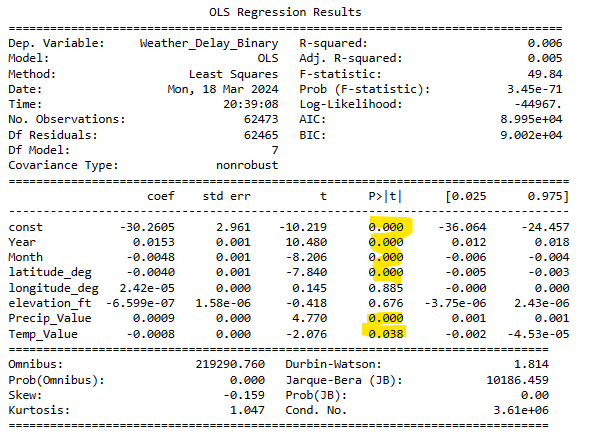 OLS Regression Results
Dep. Variable: Weather_Delay_Binary R-squared: 0.006
Model: OLS Adj. R-squared: 0.005
Method: Least Squares F-statistic: 49.84
Date: Mon, 18 Mar 2024 Prob (F-statistic): 3.45e-71
Time: 20:39:08 Log-Likelihood: -44967.
No. Observations: 62473 AIC: 8.995e+04
Df Residuals: 62465 BIC: 9.002e+04
Df Model: 7
Covariance Type: nonrobust
coef std err t P>|t| [0.025 0.975]
const -30.2605 2.961 -10.219 0.000 -36.064 -24.457
Year 0.0153 0.001 10.480 0.000 0.012 0.018
Month -0.0048 0.001 -8.206 0.000 -0.006 -0.004
latitude_deg -0.0040 0.001 -7.840 0.000 -0.005 -0.003
longitude_deg 2.42e-05 0.000 0.145 0.885 -0.000 0.000
elevation_ft -6.599e-07 1.58e-06 -0.418 0.676 -3.75e-06 2.43e-06
Precip_Value 0.0009 0.000 4.770 0.000 0.001 0.001
Temp_Value -0.0008 0.000 -2.076 0.038 -0.002 -4.53e-05
Omnibus: 219290.760 Durbin-Watson: 1.814
Prob(Omnibus): 0.000 Jarque-Bera (JB): 10186.459
Skew: -0.159 Prob(JB): 0.00
Kurtosis: 1.047 Cond. No. 3.61e+06